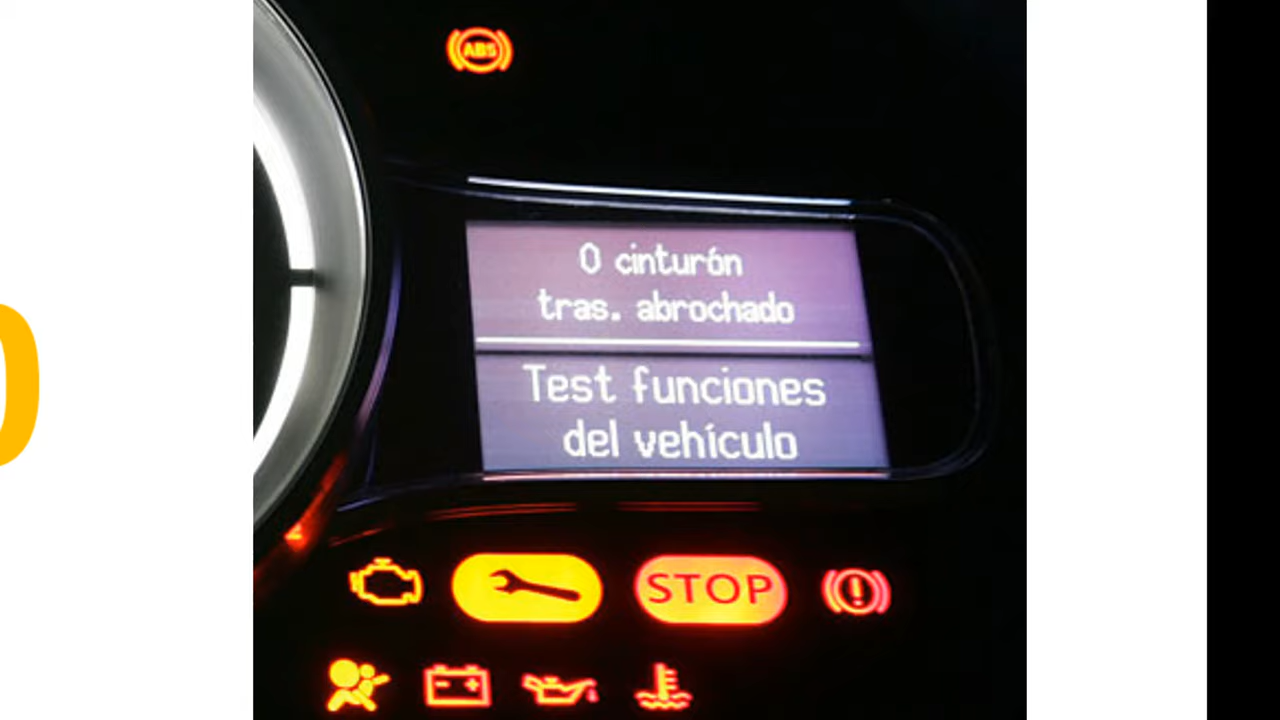 ABS
0 cinturón
tras. abrochado
Test funciones
del vehículo
STOP